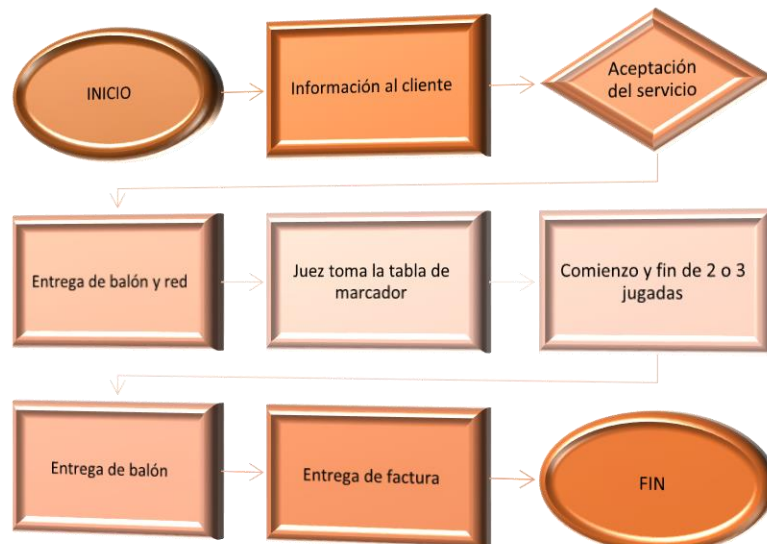 INICIO
Información al cliente
Aceptación
del servicio
Entrega de balón y red
Juez toma la tabla de
marcador
Comienzo y fin de 2 o 3
jugadas
Entrega de balón
Entrega de factura
FIN